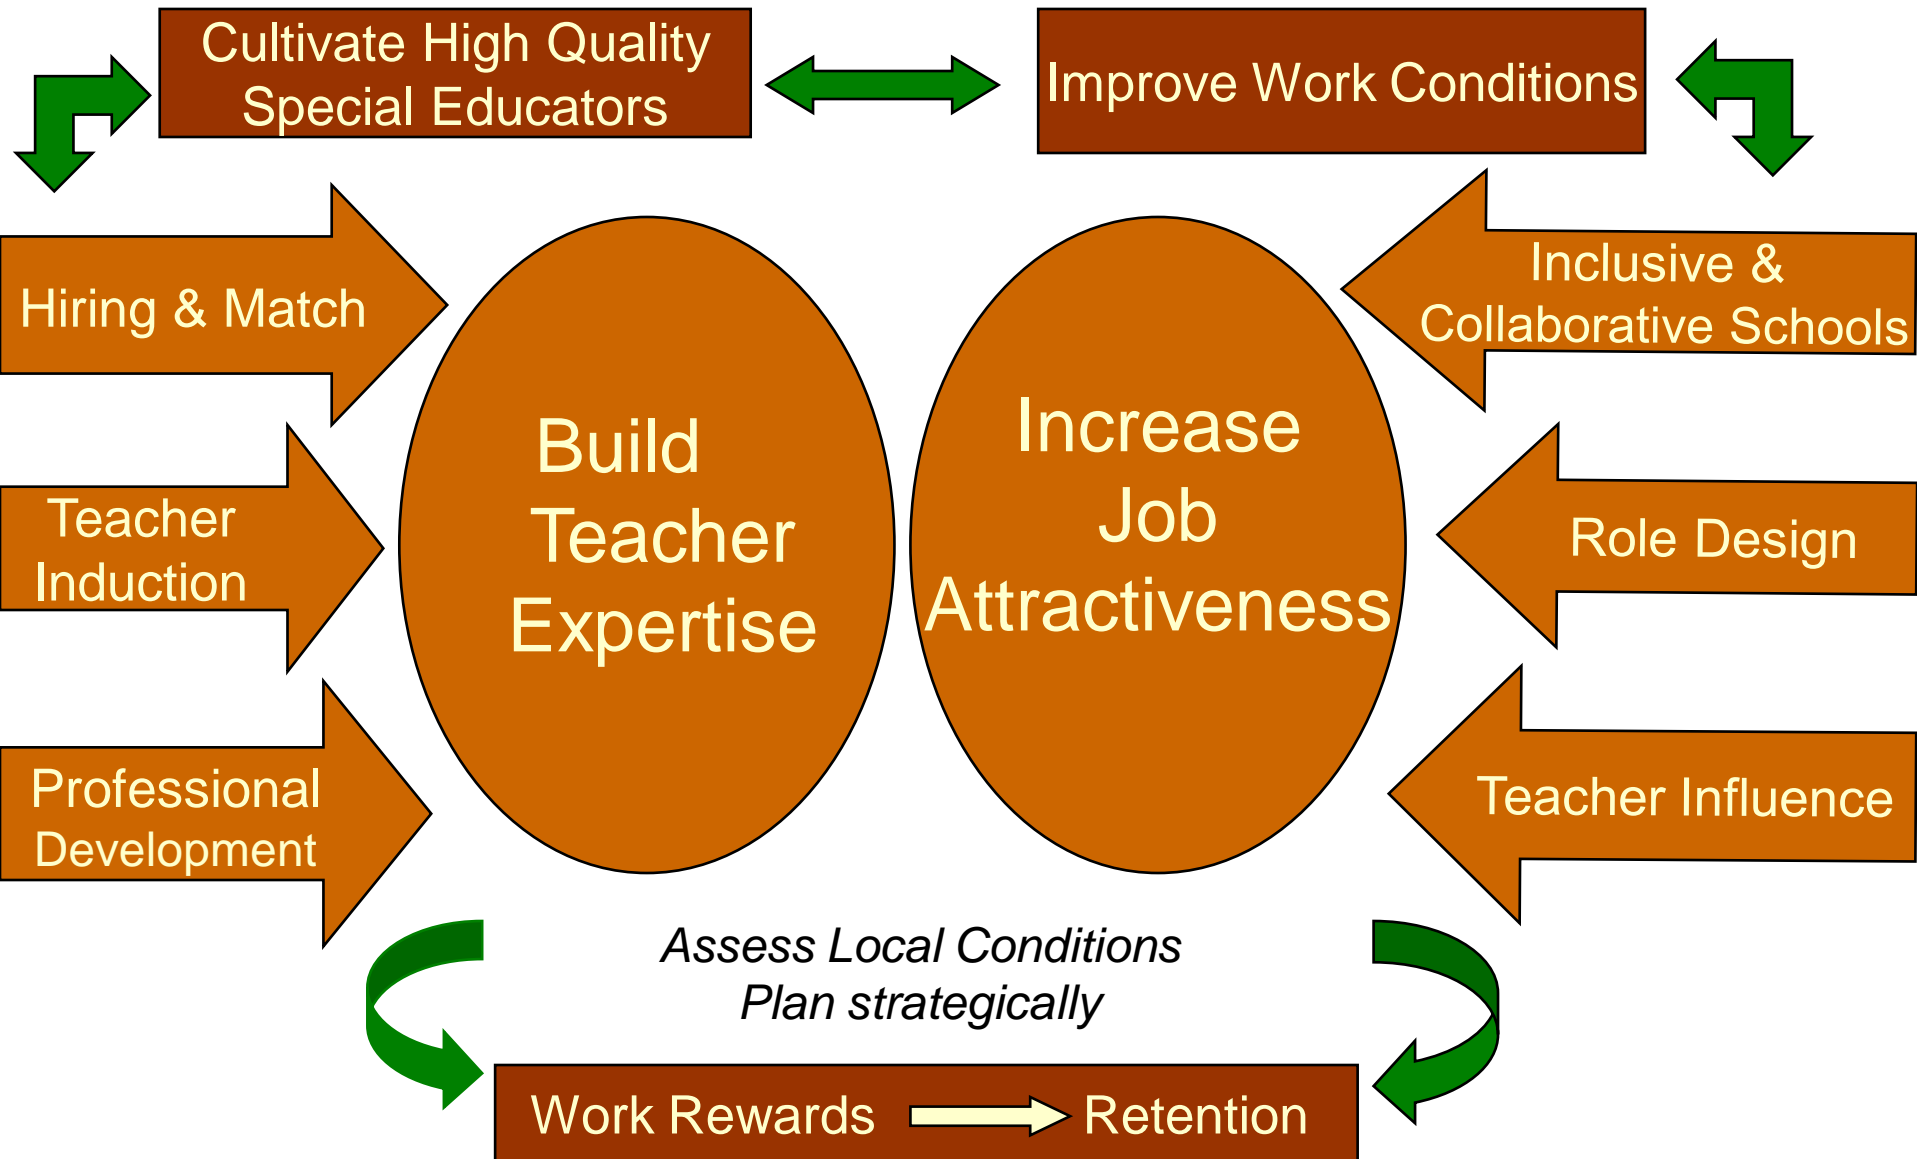 Cultivate High Quality
Special Educators
Improve Work Conditions
Hiring & Match
Teacher
Induction
Professional
Development
Build
Teacher
Expertise
Increase
Job
Attractiveness
Inclusive &
Collaborative Schools
Role Design
Teacher Influence
Assess Local Conditions
Plan strategically
Work Rewards Retention